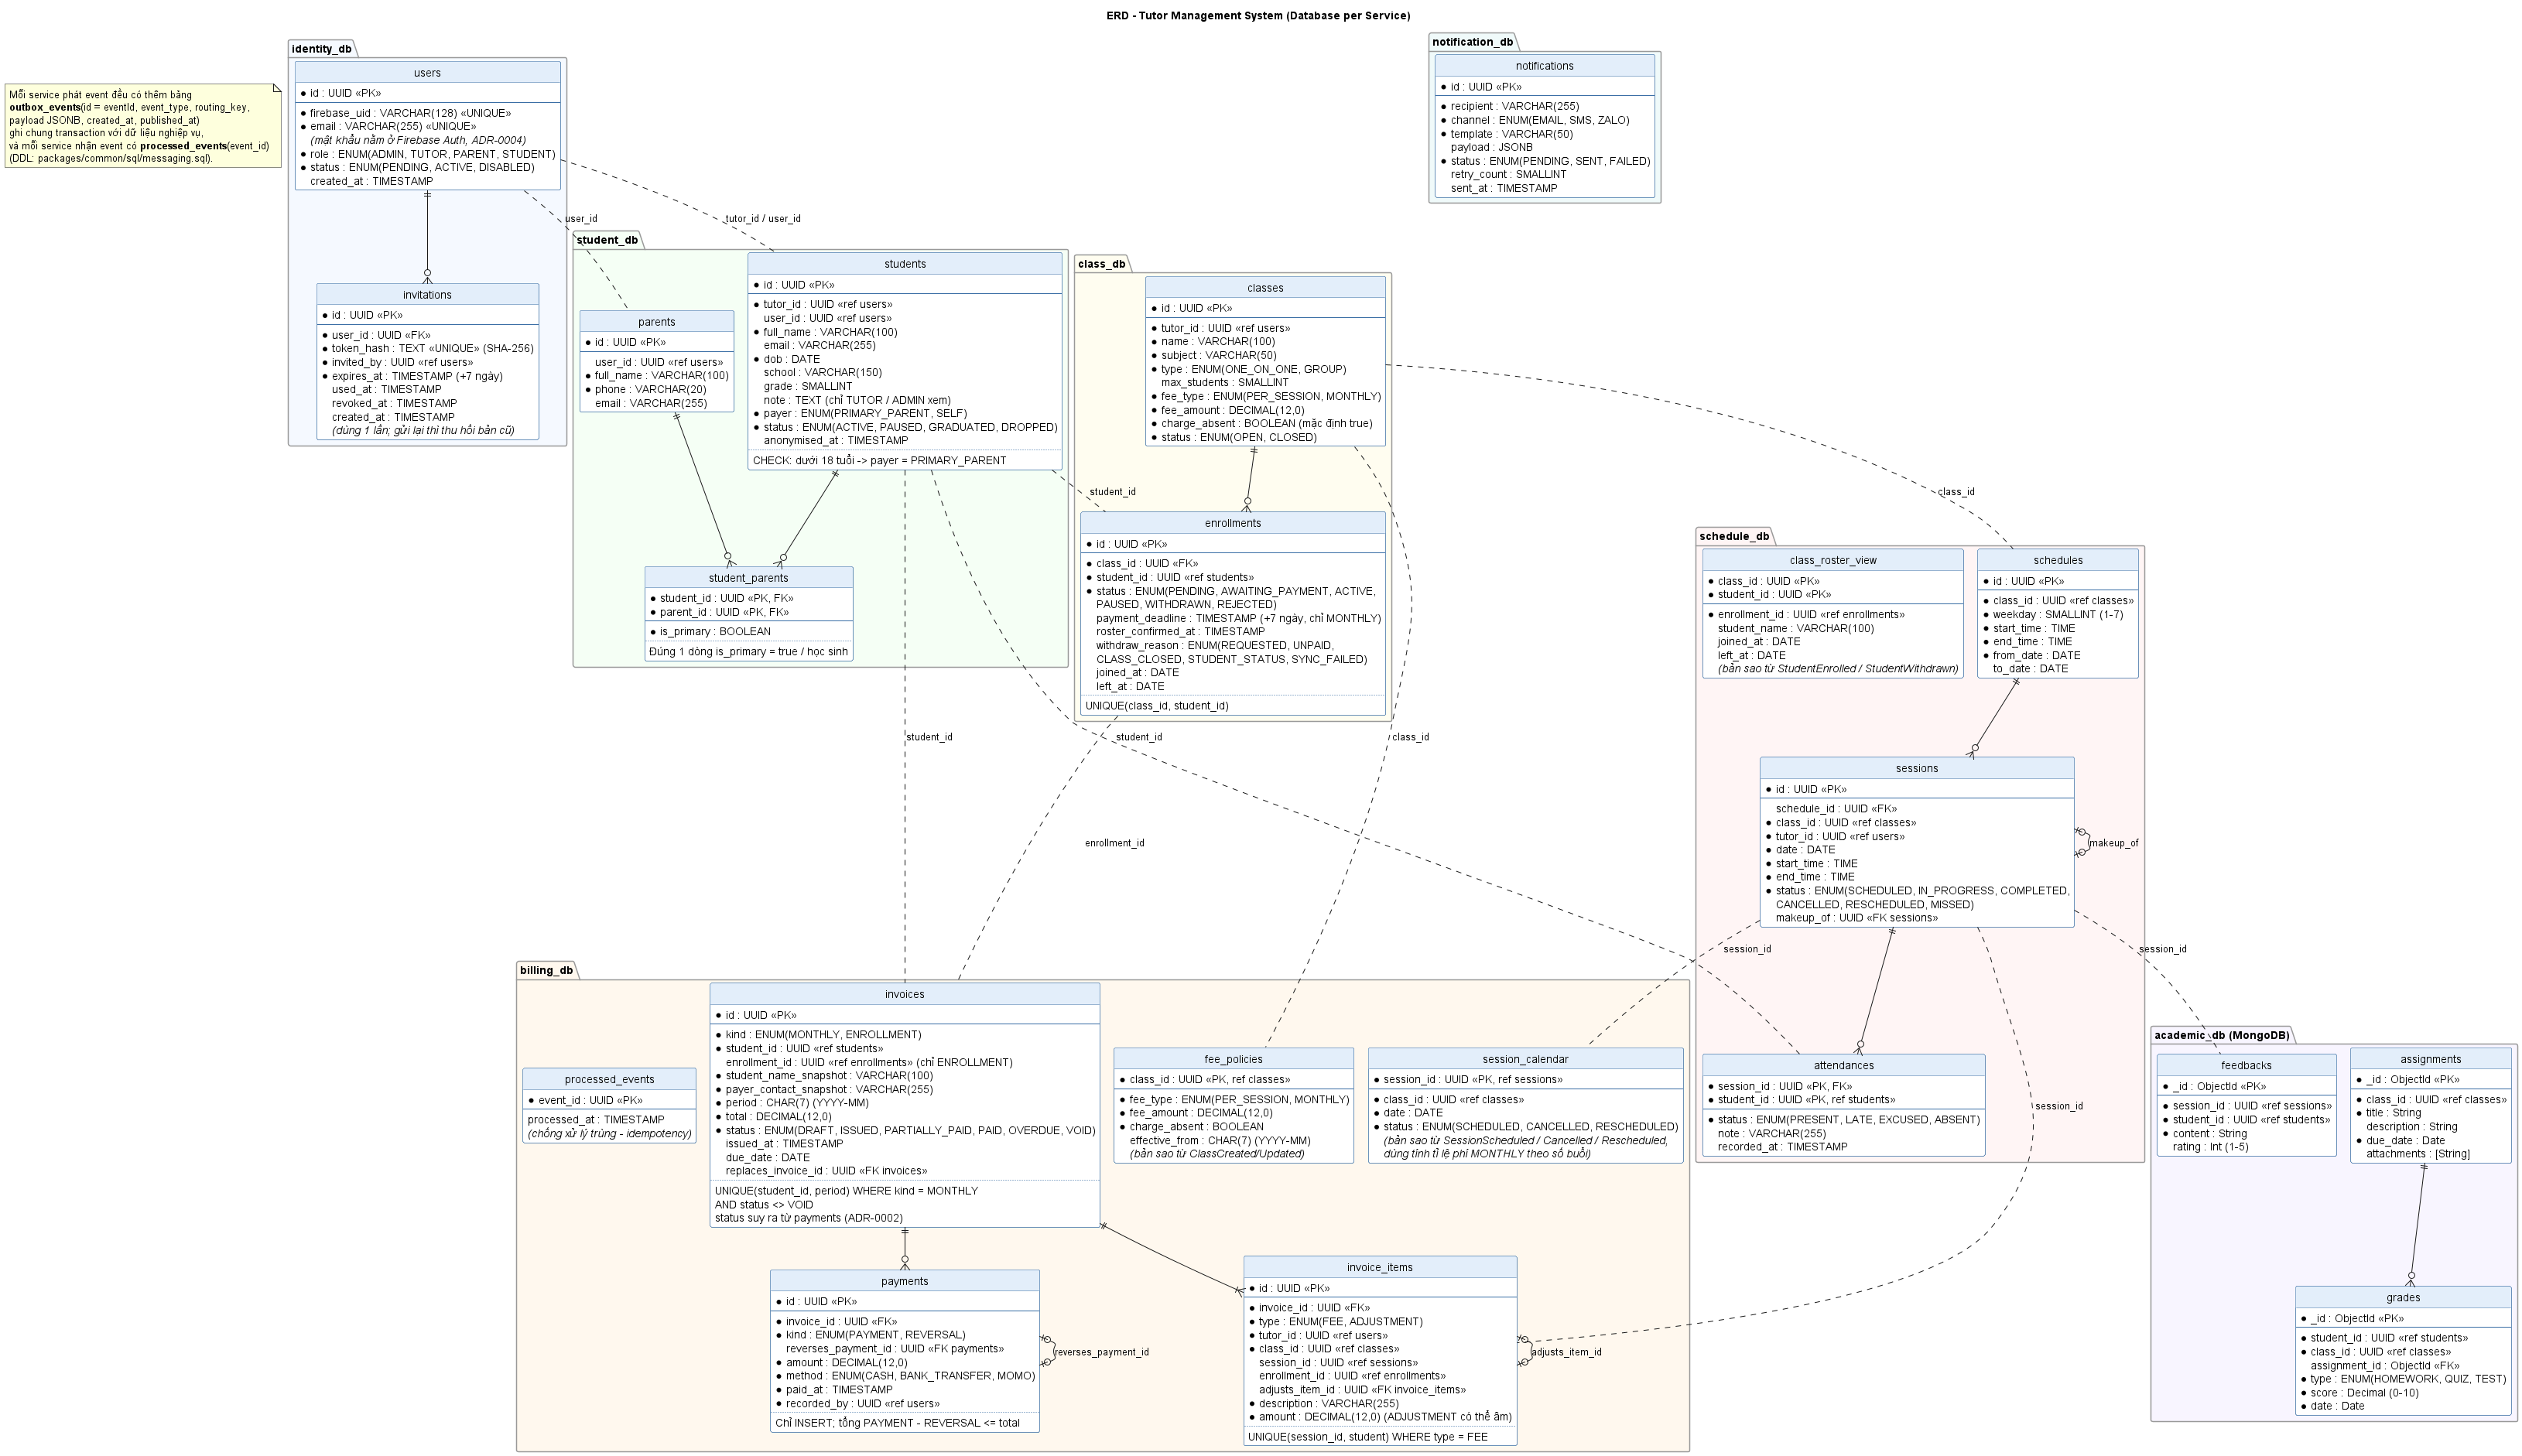 ERD - Tutor Management System (Database per Service)
Mỗi service phát event đều có thêm bảng
outbox_events(id = eventId, event_type, routing_key,
payload JSONB, created_at, published_at)
ghi chung transaction với dữ liệu nghiệp vụ,
và mỗi service nhận event có processed_events(event_id)
(DDL: packages/common/sql/messaging.sql).
identity_db
users
id : UUID «PK»
firebase_uid : VARCHAR(128) «UNIQUE»
email : VARCHAR(255) «UNIQUE»
(mật khẩu nằm ở Firebase Auth, ADR-0004)
role : ENUM(ADMIN, TUTOR, PARENT, STUDENT)
status : ENUM(PENDING, ACTIVE, DISABLED)
created_at : TIMESTAMP
invitations
id : UUID «PK»
user_id : UUID «FK»
token_hash : TEXT «UNIQUE» (SHA-256)
invited_by : UUID «ref users»
expires_at : TIMESTAMP (+7 ngày)
used_at : TIMESTAMP
revoked_at : TIMESTAMP
created_at : TIMESTAMP
(dùng 1 lần; gửi lại thì thu hồi bản cũ)
notification_db
notifications
id : UUID «PK»
recipient : VARCHAR(255)
channel : ENUM(EMAIL, SMS, ZALO)
template : VARCHAR(50)
payload : JSONB
status : ENUM(PENDING, SENT, FAILED)
retry_count : SMALLINT
sent_at : TIMESTAMP
user_id
tutor_id / user_id
student_db
parents
id : UUID «PK»
user_id : UUID «ref users»
full_name : VARCHAR(100)
phone : VARCHAR(20)
email : VARCHAR(255)
students
id : UUID «PK»
tutor_id : UUID «ref users»
user_id : UUID «ref users»
full_name : VARCHAR(100)
email : VARCHAR(255)
dob : DATE
school : VARCHAR(150)
grade : SMALLINT
note : TEXT (chỉ TUTOR / ADMIN xem)
payer : ENUM(PRIMARY_PARENT, SELF)
status : ENUM(ACTIVE, PAUSED, GRADUATED, DROPPED)
anonymised_at : TIMESTAMP
CHECK: dưới 18 tuổi -> payer = PRIMARY_PARENT
student_parents
student_id : UUID «PK, FK»
parent_id : UUID «PK, FK»
is_primary : BOOLEAN
Đúng 1 dòng is_primary = true / học sinh
class_db
classes
id : UUID «PK»
tutor_id : UUID «ref users»
name : VARCHAR(100)
subject : VARCHAR(50)
type : ENUM(ONE_ON_ONE, GROUP)
max_students : SMALLINT
fee_type : ENUM(PER_SESSION, MONTHLY)
fee_amount : DECIMAL(12,0)
charge_absent : BOOLEAN (mặc định true)
status : ENUM(OPEN, CLOSED)
student_id
class_id
enrollments
id : UUID «PK»
class_id : UUID «FK»
student_id : UUID «ref students»
status : ENUM(PENDING, AWAITING_PAYMENT, ACTIVE,
PAUSED, WITHDRAWN, REJECTED)
payment_deadline : TIMESTAMP (+7 ngày, chỉ MONTHLY)
roster_confirmed_at : TIMESTAMP
withdraw_reason : ENUM(REQUESTED, UNPAID,
CLASS_CLOSED, STUDENT_STATUS, SYNC_FAILED)
joined_at : DATE
left_at : DATE
UNIQUE(class_id, student_id)
schedule_db
class_roster_view
class_id : UUID «PK»
student_id : UUID «PK»
enrollment_id : UUID «ref enrollments»
student_name : VARCHAR(100)
joined_at : DATE
left_at : DATE
(bản sao từ StudentEnrolled / StudentWithdrawn)
schedules
id : UUID «PK»
class_id : UUID «ref classes»
weekday : SMALLINT (1-7)
start_time : TIME
end_time : TIME
from_date : DATE
to_date : DATE
student_id
student_id
class_id
sessions
id : UUID «PK»
schedule_id : UUID «FK»
class_id : UUID «ref classes»
tutor_id : UUID «ref users»
date : DATE
start_time : TIME
end_time : TIME
status : ENUM(SCHEDULED, IN_PROGRESS, COMPLETED,
CANCELLED, RESCHEDULED, MISSED)
makeup_of : UUID «FK sessions»
makeup_of
enrollment_id
session_id
session_id
billing_db
processed_events
event_id : UUID «PK»
processed_at : TIMESTAMP
(chống xử lý trùng - idempotency)
invoices
id : UUID «PK»
kind : ENUM(MONTHLY, ENROLLMENT)
student_id : UUID «ref students»
enrollment_id : UUID «ref enrollments» (chỉ ENROLLMENT)
student_name_snapshot : VARCHAR(100)
payer_contact_snapshot : VARCHAR(255)
period : CHAR(7) (YYYY-MM)
total : DECIMAL(12,0)
status : ENUM(DRAFT, ISSUED, PARTIALLY_PAID, PAID, OVERDUE, VOID)
issued_at : TIMESTAMP
due_date : DATE
replaces_invoice_id : UUID «FK invoices»
UNIQUE(student_id, period) WHERE kind = MONTHLY
AND status <> VOID
status suy ra từ payments (ADR-0002)
fee_policies
class_id : UUID «PK, ref classes»
fee_type : ENUM(PER_SESSION, MONTHLY)
fee_amount : DECIMAL(12,0)
charge_absent : BOOLEAN
effective_from : CHAR(7) (YYYY-MM)
(bản sao từ ClassCreated/Updated)
session_calendar
session_id : UUID «PK, ref sessions»
class_id : UUID «ref classes»
date : DATE
status : ENUM(SCHEDULED, CANCELLED, RESCHEDULED)
(bản sao từ SessionScheduled / Cancelled / Rescheduled,
dùng tính tỉ lệ phí MONTHLY theo số buổi)
attendances
session_id : UUID «PK, FK»
student_id : UUID «PK, ref students»
status : ENUM(PRESENT, LATE, EXCUSED, ABSENT)
note : VARCHAR(255)
recorded_at : TIMESTAMP
session_id
academic_db (MongoDB)
feedbacks
_id : ObjectId «PK»
session_id : UUID «ref sessions»
student_id : UUID «ref students»
content : String
rating : Int (1-5)
assignments
_id : ObjectId «PK»
class_id : UUID «ref classes»
title : String
description : String
due_date : Date
attachments : [String]
payments
id : UUID «PK»
invoice_id : UUID «FK»
kind : ENUM(PAYMENT, REVERSAL)
reverses_payment_id : UUID «FK payments»
amount : DECIMAL(12,0)
method : ENUM(CASH, BANK_TRANSFER, MOMO)
paid_at : TIMESTAMP
recorded_by : UUID «ref users»
Chỉ INSERT; tổng PAYMENT - REVERSAL <= total
reverses_payment_id
invoice_items
id : UUID «PK»
invoice_id : UUID «FK»
type : ENUM(FEE, ADJUSTMENT)
tutor_id : UUID «ref users»
class_id : UUID «ref classes»
session_id : UUID «ref sessions»
enrollment_id : UUID «ref enrollments»
adjusts_item_id : UUID «FK invoice_items»
description : VARCHAR(255)
amount : DECIMAL(12,0) (ADJUSTMENT có thể âm)
UNIQUE(session_id, student) WHERE type = FEE
adjusts_item_id
grades
_id : ObjectId «PK»
student_id : UUID «ref students»
class_id : UUID «ref classes»
assignment_id : ObjectId «FK»
type : ENUM(HOMEWORK, QUIZ, TEST)
score : Decimal (0-10)
date : Date